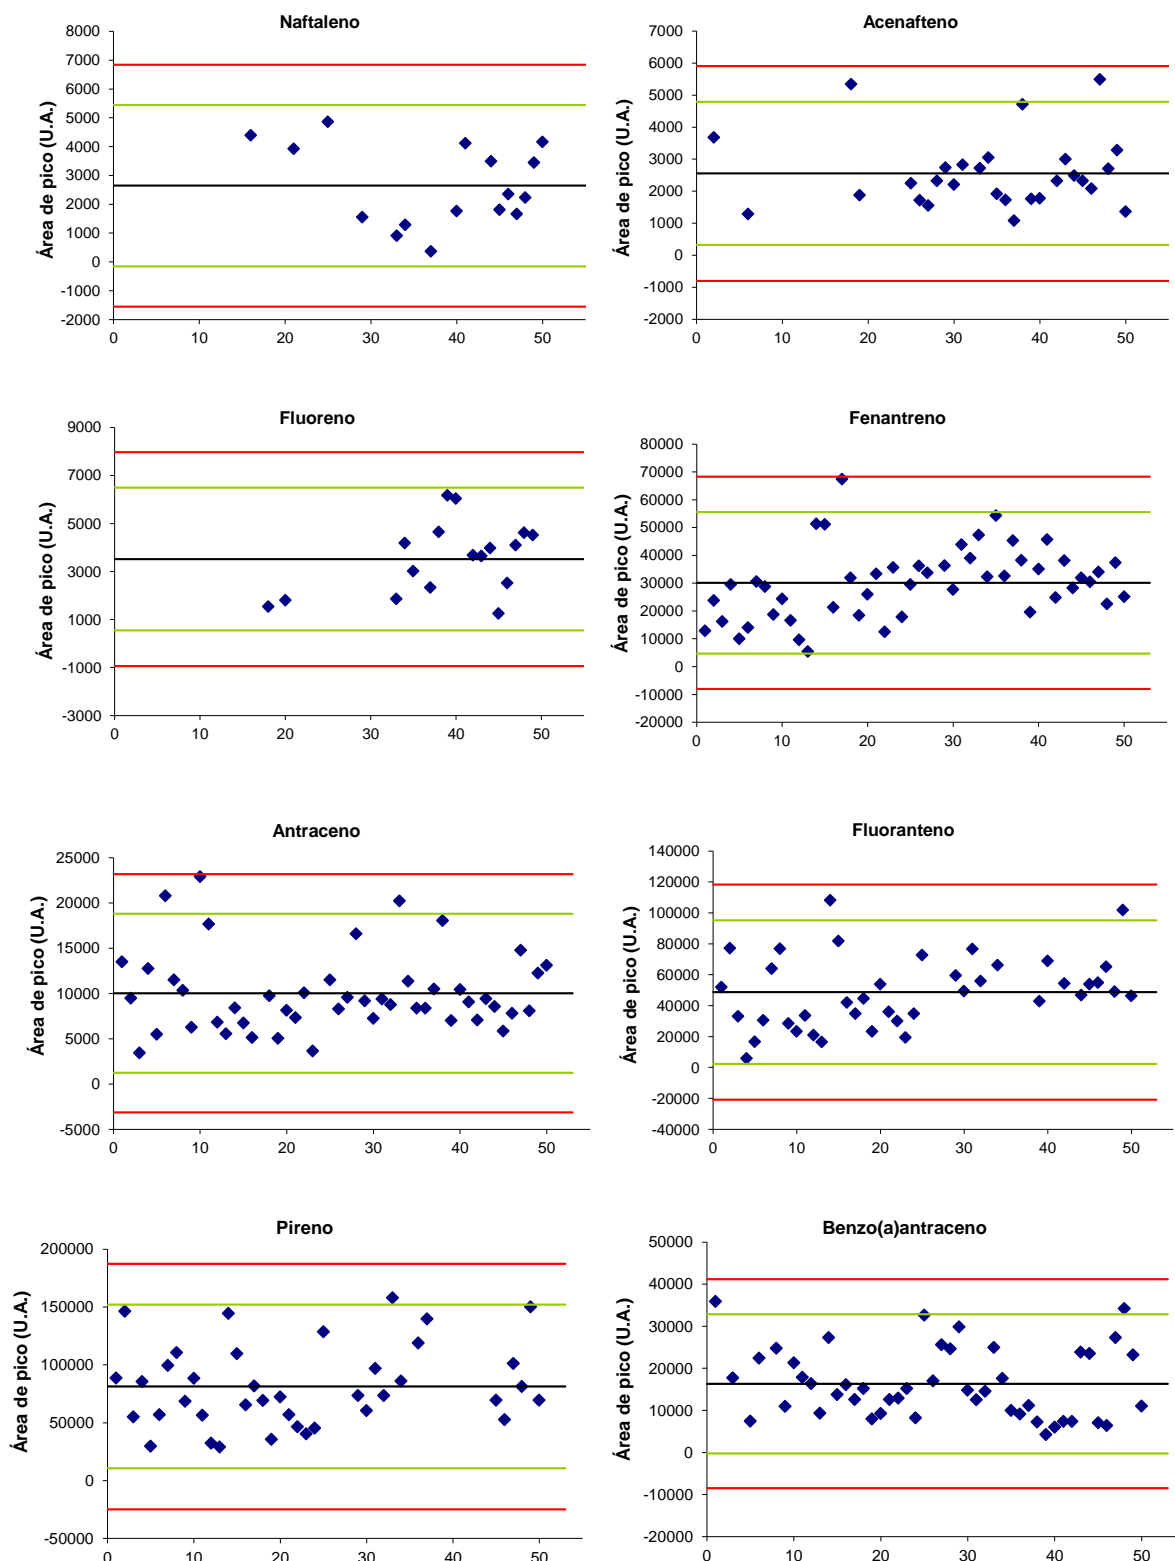 Naftaleno
Área de pico (U.A.)
8000
7000
6000
5000
4000
3000
2000
1000
0
-1000
-2000
0 10 20 30 40 50
Acenafteno
Área de pico (U.A.)
7000
6000
5000
4000
3000
2000
1000
0
-1000
-2000
0 10 20 30 40 50
Fluoreno
Área de pico (U.A.)
9000
7000
5000
3000
1000
-1000
-3000
0 10 20 30 40 50
Fenantreno
Área de pico (U.A.)
80000
70000
60000
50000
40000
30000
20000
10000
0
-10000
-20000
0 10 20 30 40 50
Antraceno
Área de pico (U.A.)
25000
20000
15000
10000
5000
0
-5000
0 10 20 30 40 50
Fluoranteno
Área de pico (U.A.)
140000
120000
100000
80000
60000
40000
20000
0
-20000
-40000
0 10 20 30 40 50
Pireno
Área de pico (U.A.)
200000
150000
100000
50000
0
-50000
0 10 20 30 40 50
Benzo(a)antraceno
Área de pico (U.A.)
50000
40000
30000
20000
10000
0
-10000
-20000
0 10 20 30 40 50